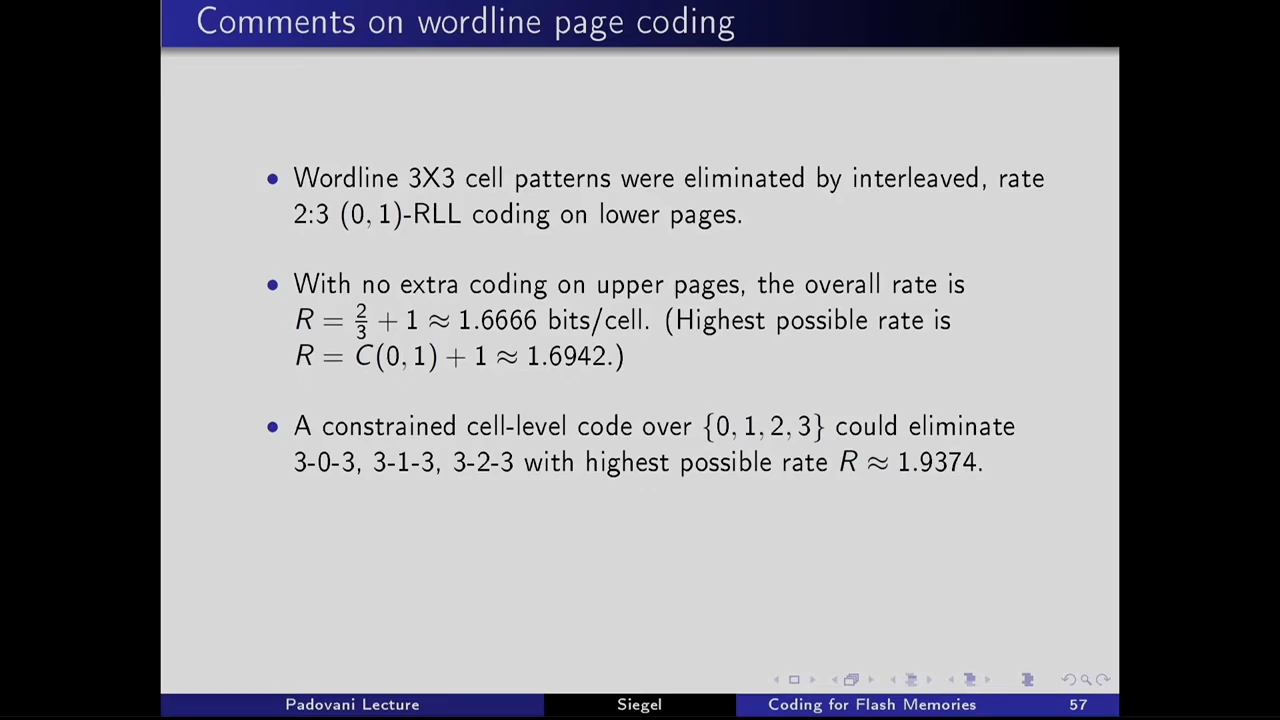 Comments on wordline page coding
• Wordline 3X3 cell patterns were eliminated by interleaved, rate
2:3 (0, 1)-RLL coding on lower pages.
• With no extra coding on upper pages, the overall rate is
R = 2/3 + 1 ≈ 1.6666 bits/cell. (Highest possible rate is
R = C(0, 1) + 1 ≈ 1.6942.)
• A constrained cell-level code over {0, 1, 2, 3} could eliminate
3-0-3, 3-1-3, 3-2-3 with highest possible rate R ≈ 1.9374.
Padovani Lecture Siegel Coding for Flash Memories 57